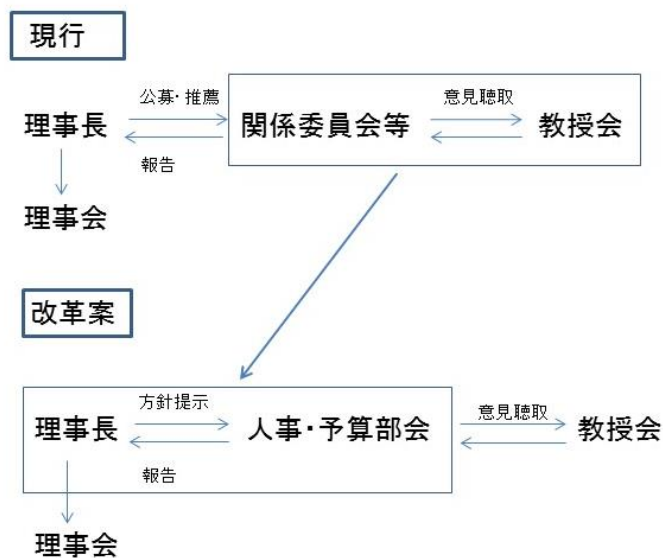 現行
公募・推薦
意見聴取
理事長
関係委員会等
教授会
報告
理事会
改革案
方針提示
意見聴取
理事長
人事・予算部会
教授会
報告
理事会